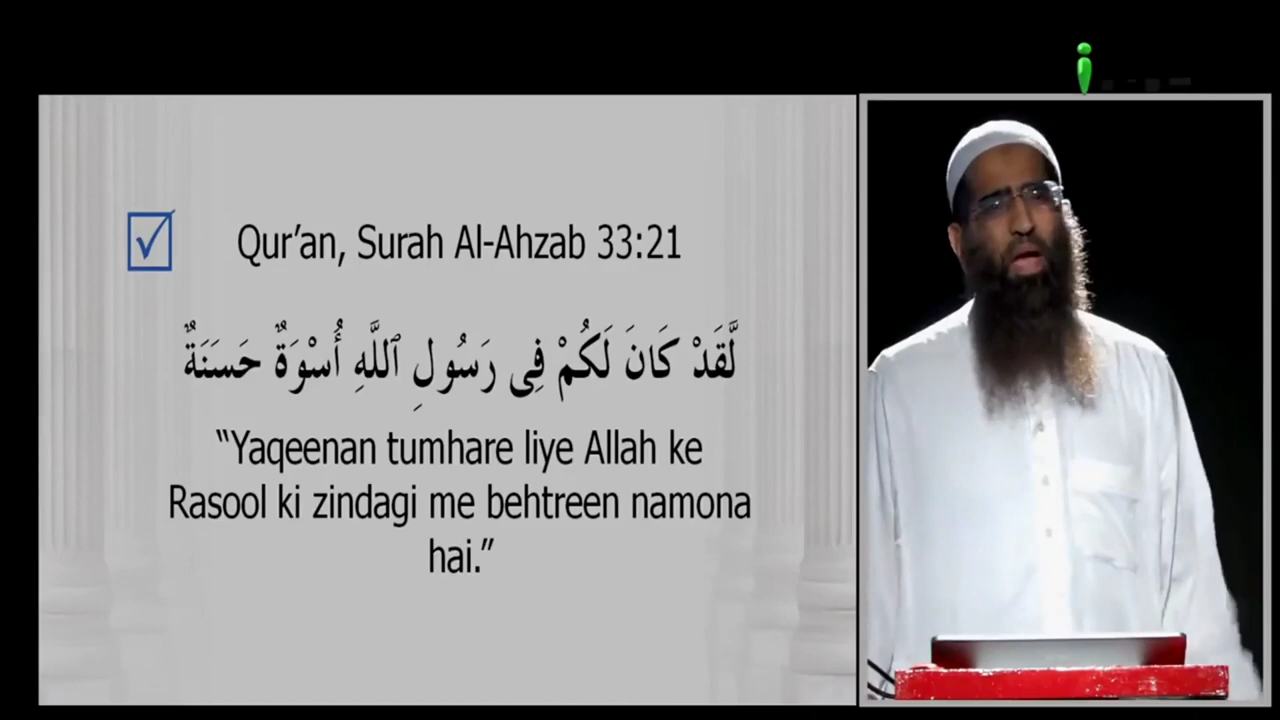 Qur’an, Surah Al-Ahzab 33:21
لَّقَدْ كَانَ لَكُمْ فِى رَسُولِ ٱللَّهِ أُسْوَةٌ حَسَنَةٌ
“Yaqeenan tumhare liye Allah ke
Rasool ki zindagi me behtreen namona
hai.”